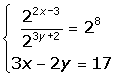 { 2^{2x-3} / 2^{3y+2} = 2^8
3x - 2y = 17